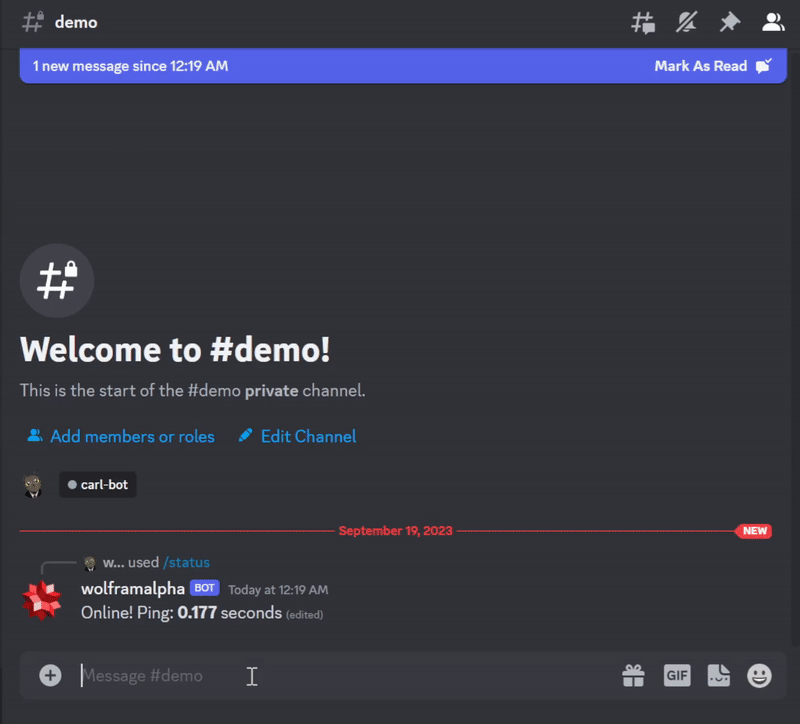 demo
1 new message since 12:19 AM Mark As Read
Welcome to #demo!
This is the start of the #demo private channel.
Add members or roles Edit Channel
carl-bot
September 19, 2023 NEW
w... used /status
wolframalpha BOT Today at 12:19 AM
Online! Ping: 0.177 seconds (edited)
Message #demo GIF